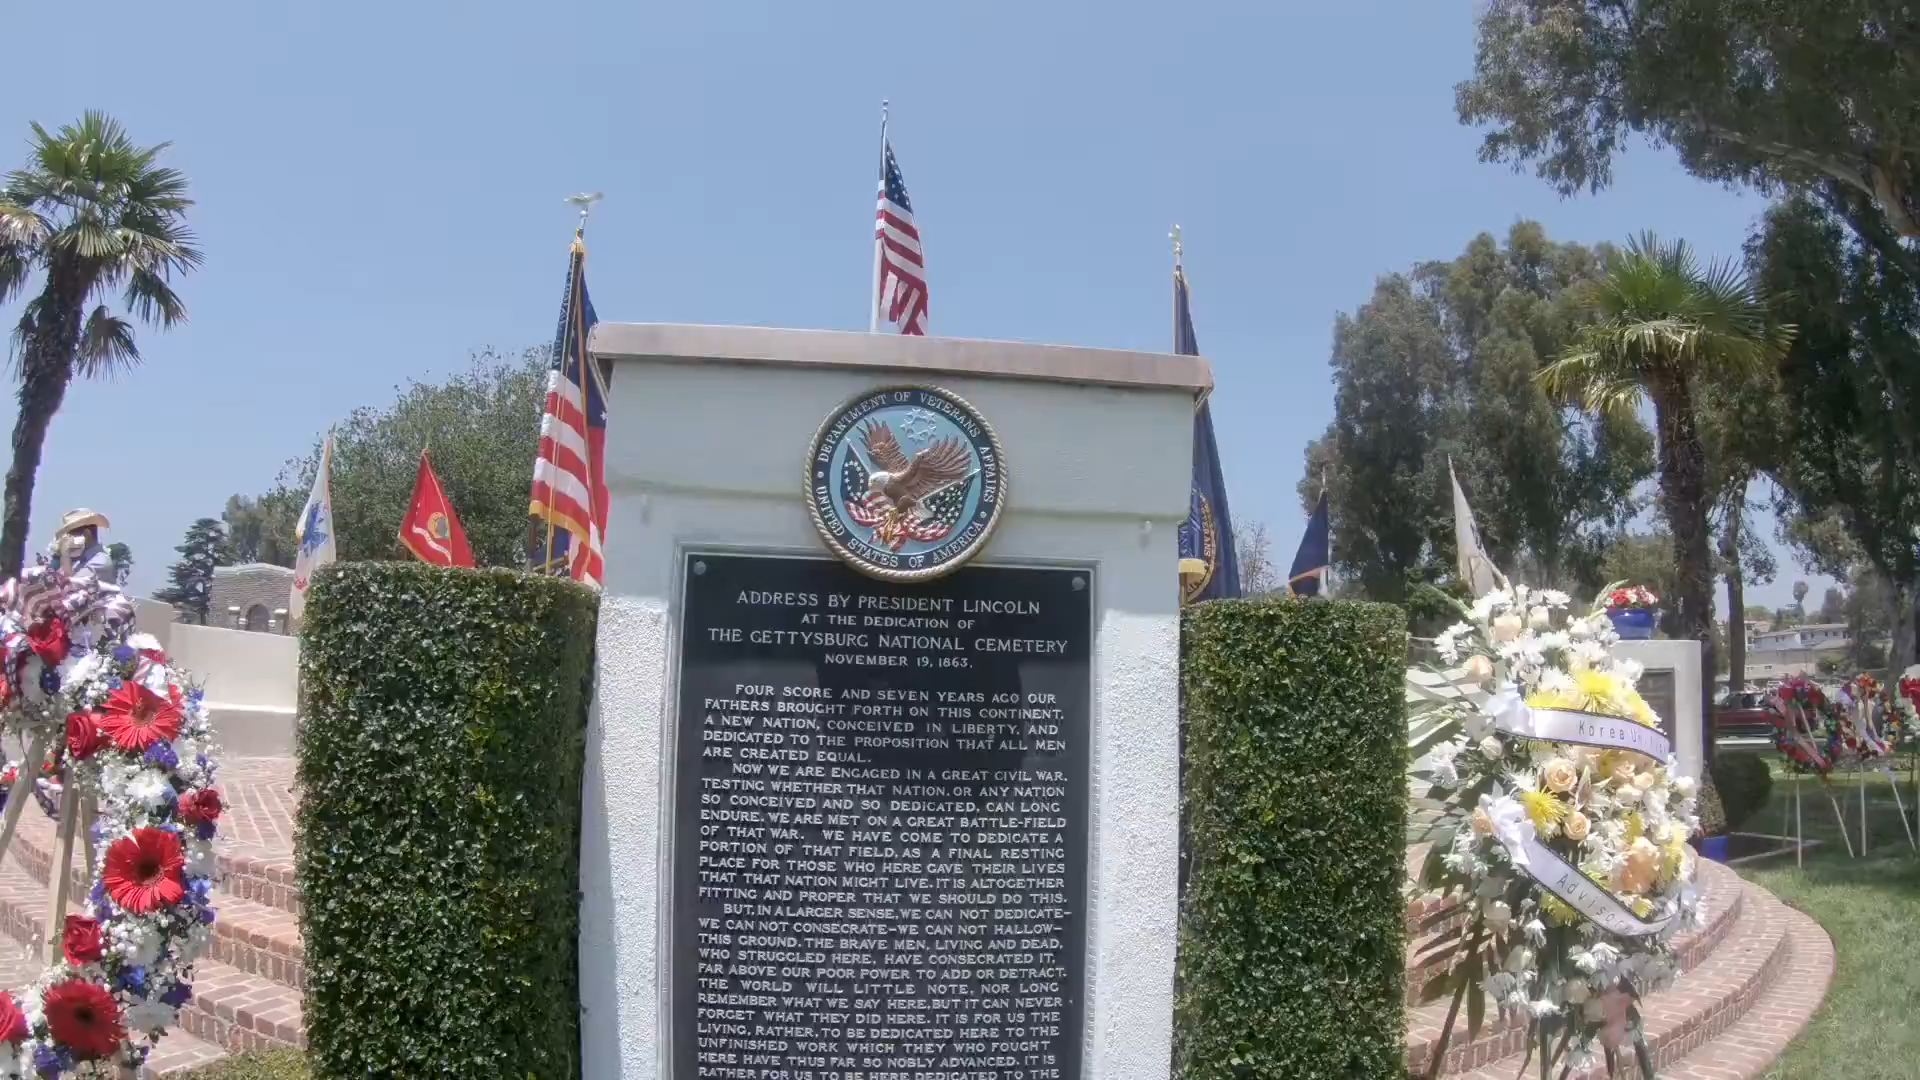 DEPARTMENT OF VETERANS AFFAIRS
UNITED STATES OF AMERICA
ADDRESS BY PRESIDENT LINCOLN
AT THE DEDICATION OF
THE GETTYSBURG NATIONAL CEMETERY
NOVEMBER 19, 1863.
FOUR SCORE AND SEVEN YEARS AGO OUR
FATHERS BROUGHT FORTH ON THIS CONTINENT,
A NEW NATION, CONCEIVED IN LIBERTY, AND
DEDICATED TO THE PROPOSITION THAT ALL MEN
ARE CREATED EQUAL.
NOW WE ARE ENGAGED IN A GREAT CIVIL WAR,
TESTING WHETHER THAT NATION, OR ANY NATION
SO CONCEIVED AND SO DEDICATED, CAN LONG
ENDURE. WE ARE MET ON A GREAT BATTLE-FIELD
OF THAT WAR. WE HAVE COME TO DEDICATE A
PORTION OF THAT FIELD, AS A FINAL RESTING
PLACE FOR THOSE WHO HERE GAVE THEIR LIVES
THAT THAT NATION MIGHT LIVE. IT IS ALTOGETHER
FITTING AND PROPER THAT WE SHOULD DO THIS.
BUT, IN A LARGER SENSE, WE CAN NOT DEDICATE—
WE CAN NOT CONSECRATE—WE CAN NOT HALLOW—
THIS GROUND. THE BRAVE MEN, LIVING AND DEAD,
WHO STRUGGLED HERE, HAVE CONSECRATED IT,
FAR ABOVE OUR POOR POWER TO ADD OR DETRACT.
THE WORLD WILL LITTLE NOTE, NOR LONG
REMEMBER WHAT WE SAY HERE, BUT IT CAN NEVER
FORGET WHAT THEY DID HERE. IT IS FOR US THE
LIVING, RATHER, TO BE DEDICATED HERE TO THE
UNFINISHED WORK WHICH THEY WHO FOUGHT
HERE HAVE THUS FAR SO NOBLY ADVANCED. IT IS
RATHER FOR US TO BE HERE DEDICATED TO THE
VETERANS
Korea